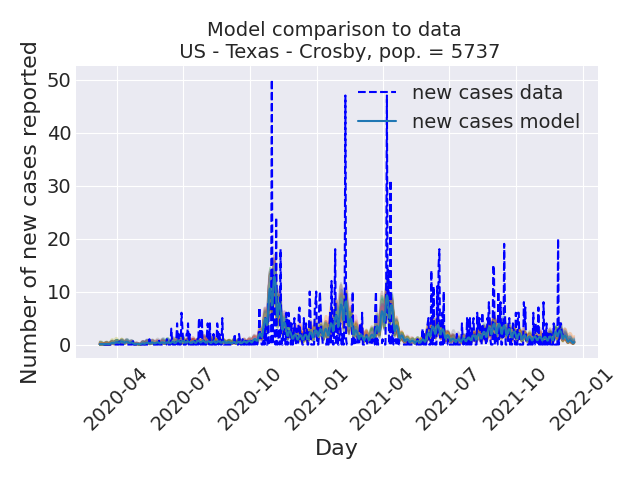 Model comparison to data
US - Texas - Crosby, pop. = 5737
Number of new cases reported
50
40
30
20
10
0
new cases data
new cases model
2020-04
2020-07
2020-10
2021-01
2021-04
2021-07
2021-10
2022-01
Day